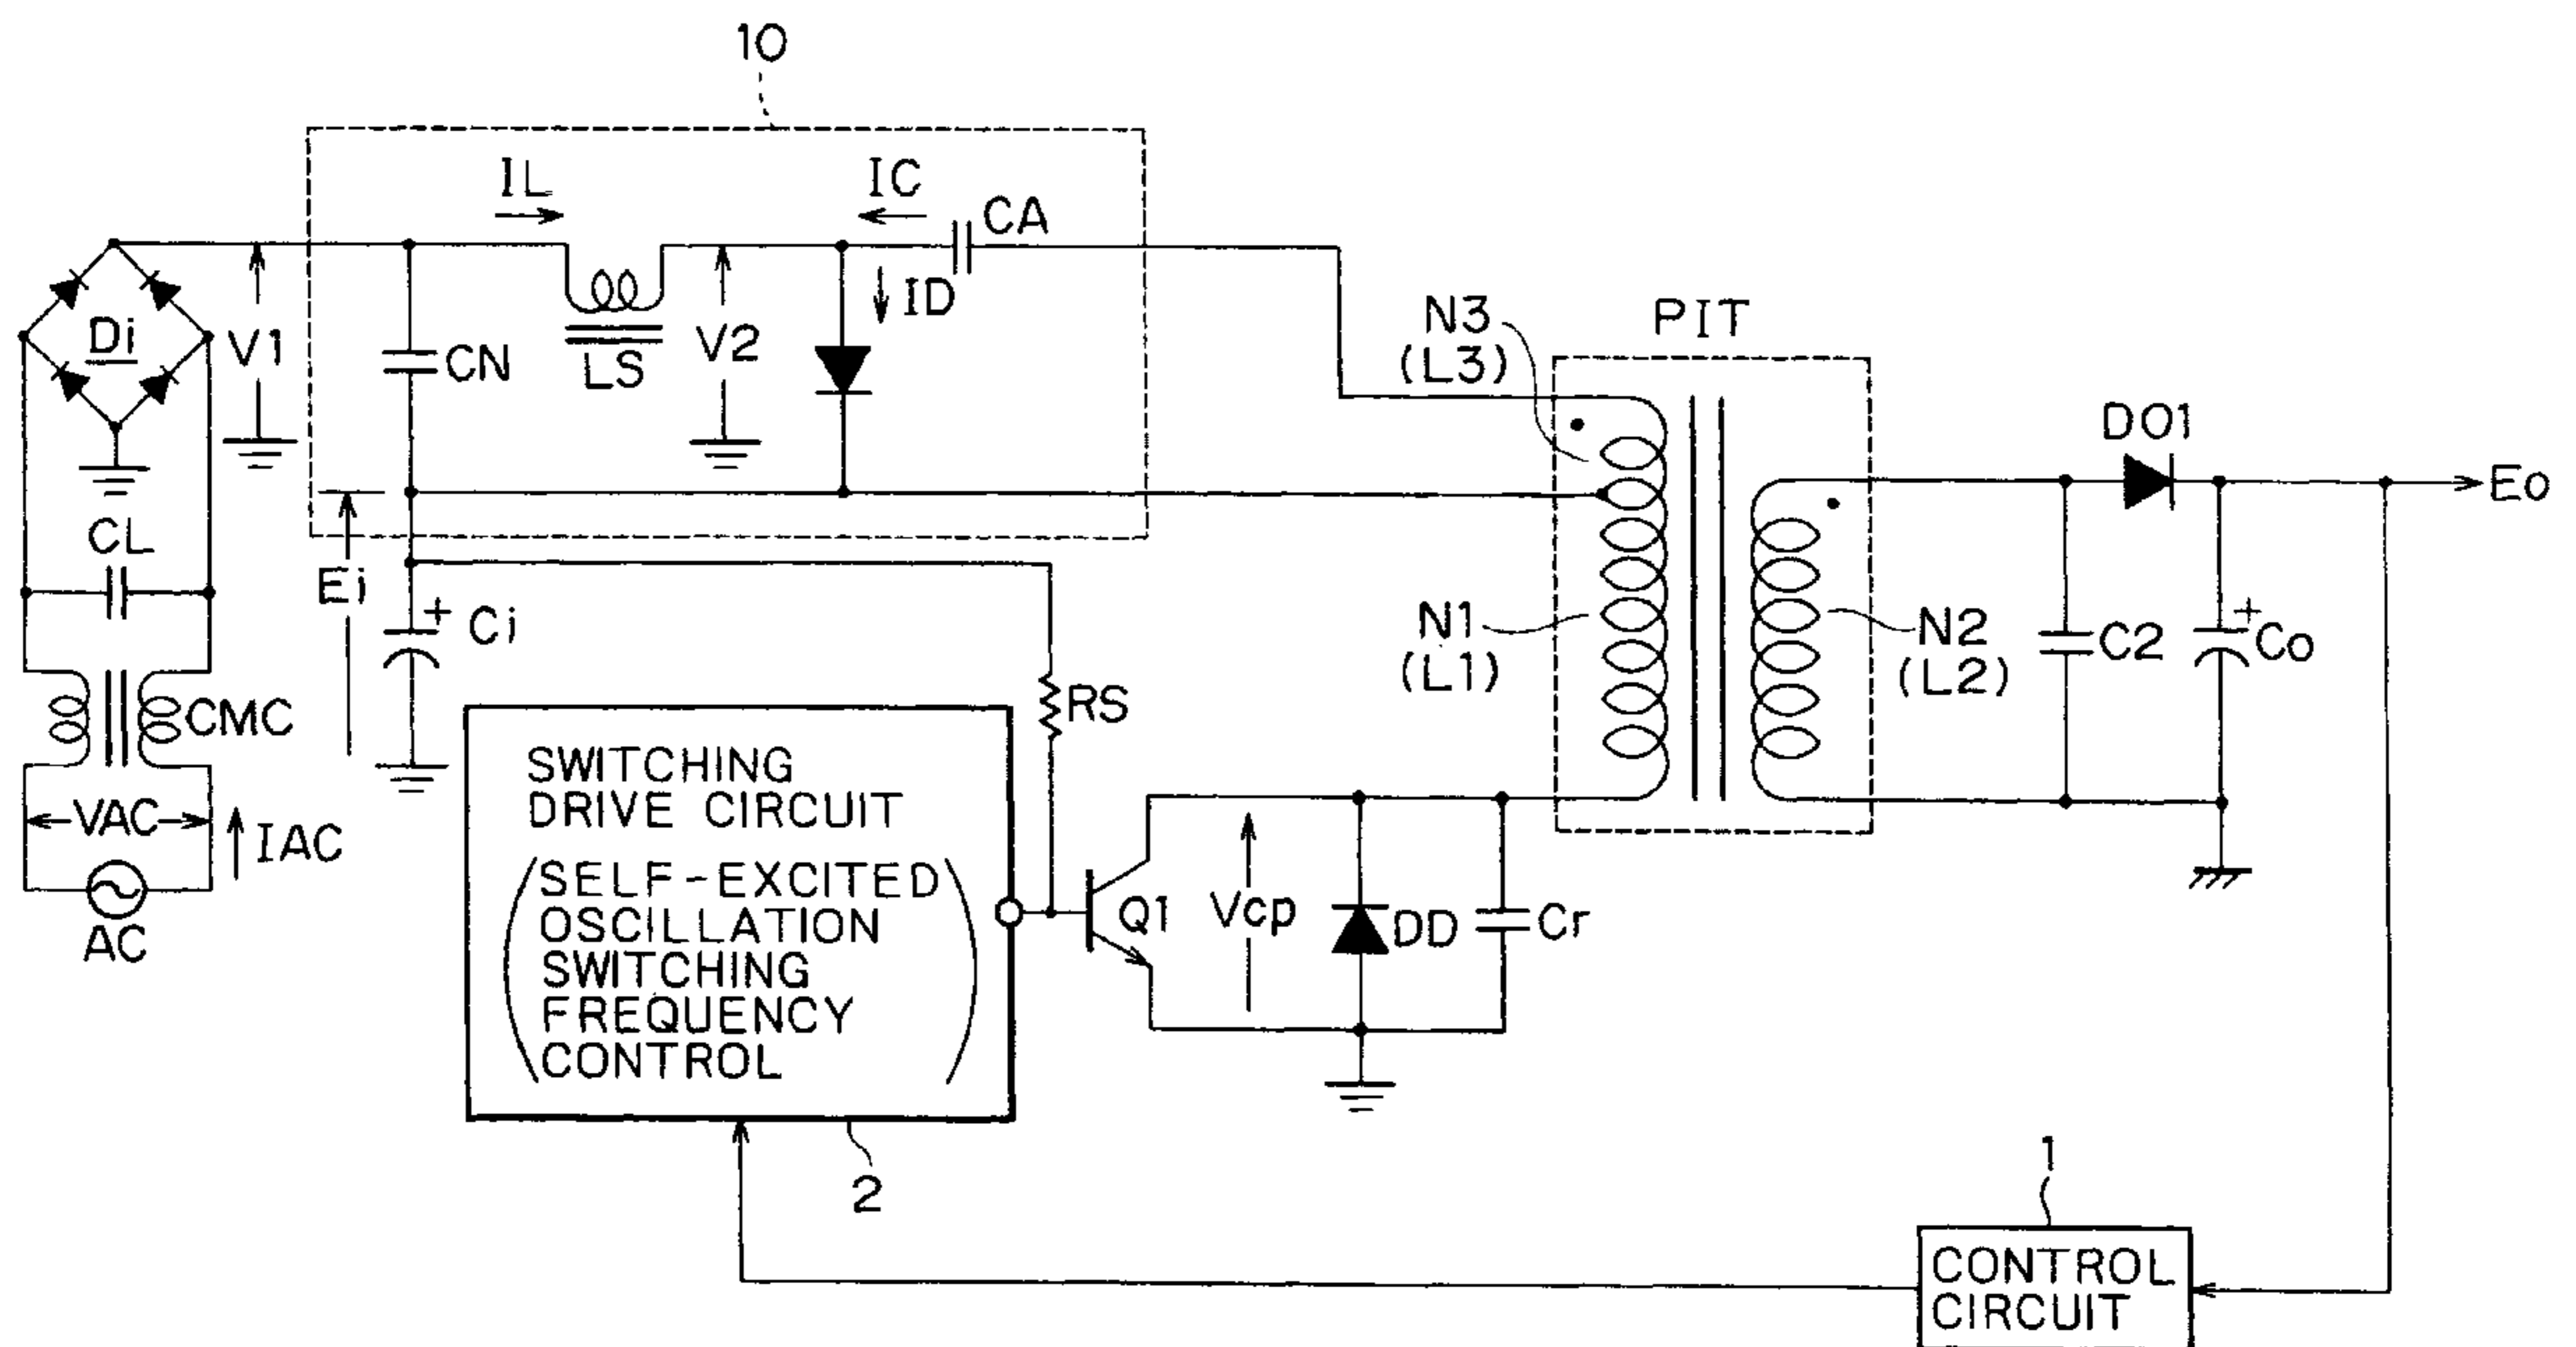 10
IL
IC
CA
ID
Di
V1
CN
LS
V2
N3
(L3)
PIT
DO1
Eo
CL
Ei
+
Ci
N1
(L1)
N2
(L2)
C2
+
Co
CMC
RS
VAC
IAC
AC
SWITCHING
DRIVE CIRCUIT
SELF-EXCITED
OSCILLATION
SWITCHING
FREQUENCY
CONTROL
Q1
Vcp
DD
Cr
2
1
CONTROL
CIRCUIT